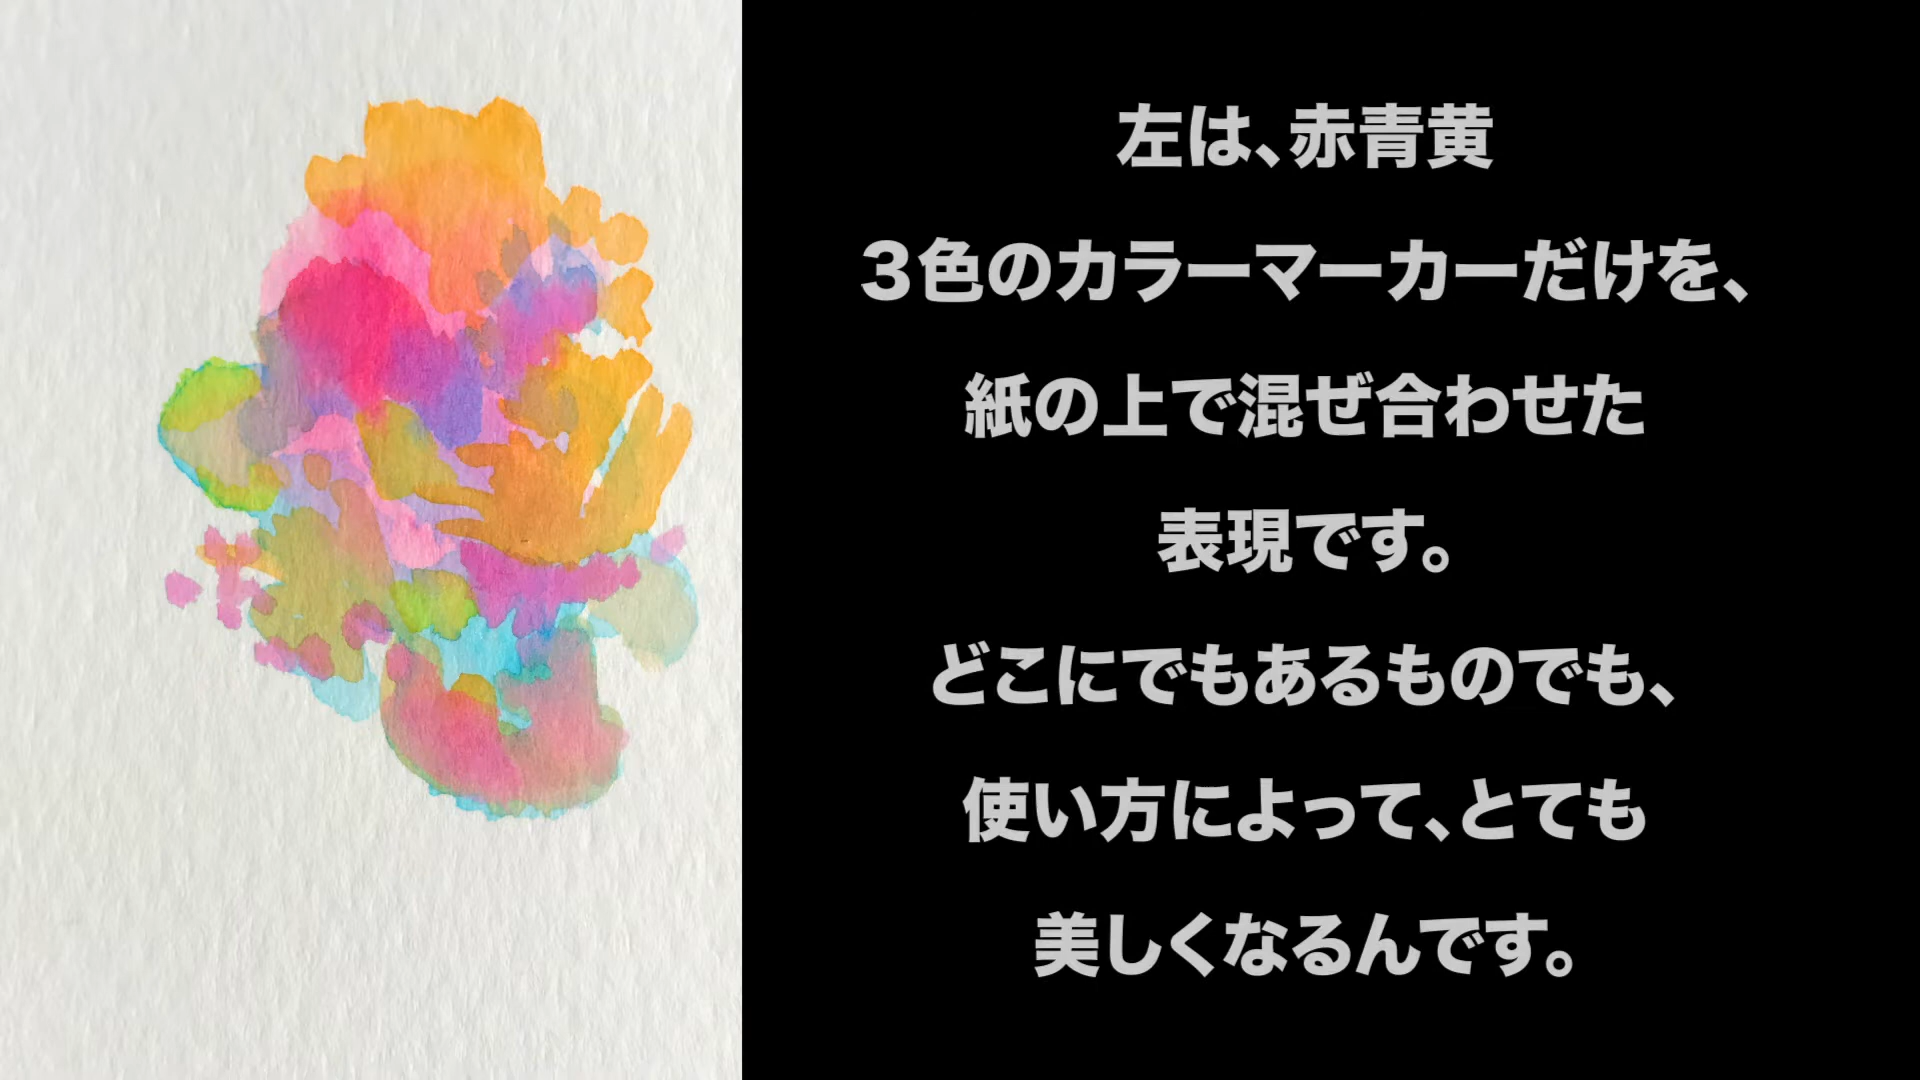 左は、赤青黄
３色のカラーマーカーだけを、
紙の上で混ぜ合わせた
表現です。
どこにでもあるものでも、
使い方によって、とても
美しくなるんです。